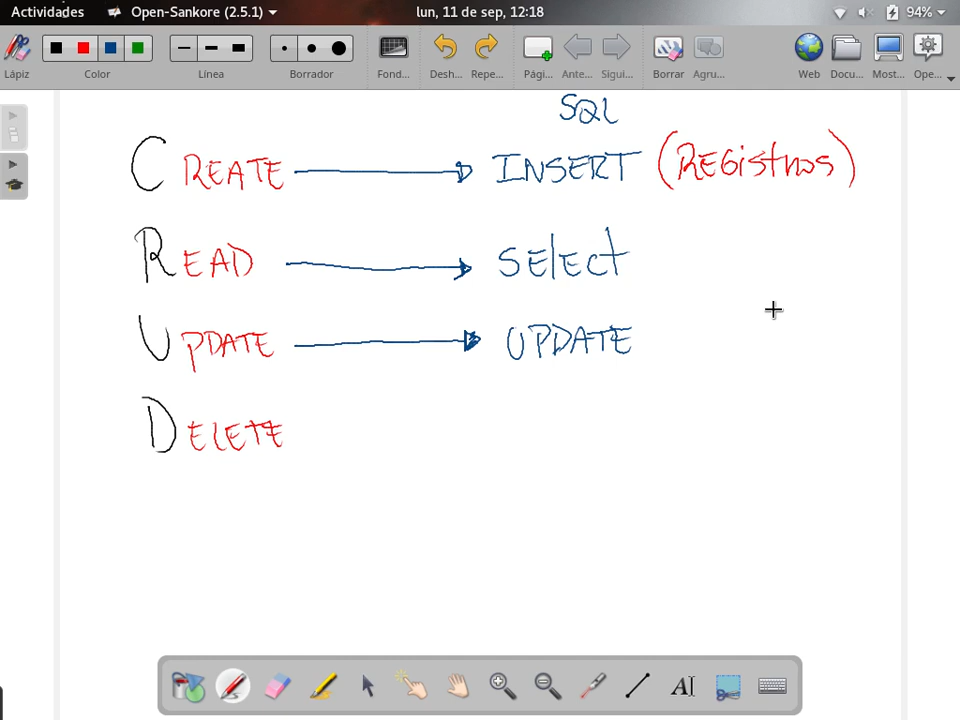 Actividades Open-Sankore (2.5.1) lun, 11 de sep, 12:18 94%
Lápiz Color Línea Borrador Fond... Desh... Repe... Pági... Ante... Sigui... Borrar Agru... Web Docu... Most... Ope...
SQL
CREATE INSERT (REGistros)
READ SElEct
UPDATE UPDATE
DELETE
AI